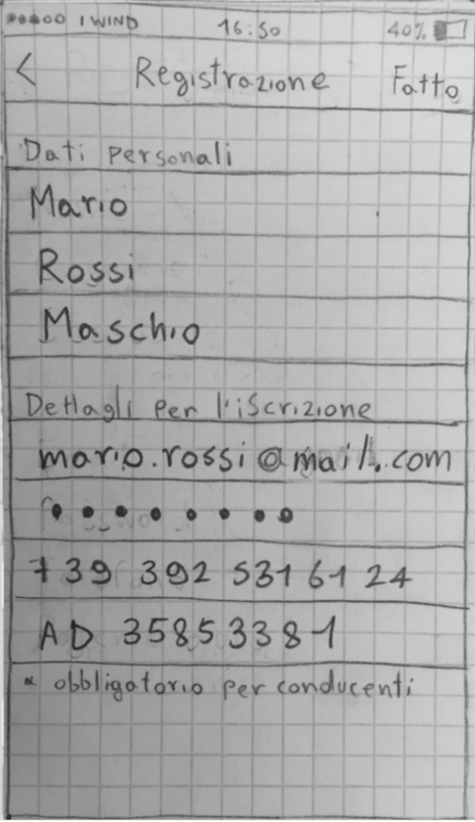 I WIND 16:50 40%
< Registrazione Fatto
Dati personali
Mario
Rossi
Maschio
Dettagli per l'iscrizione
mario.rossi@mail.com
••••••••
+39 392 531 61 24
AD 3585338 1
* obbligatorio per conducenti